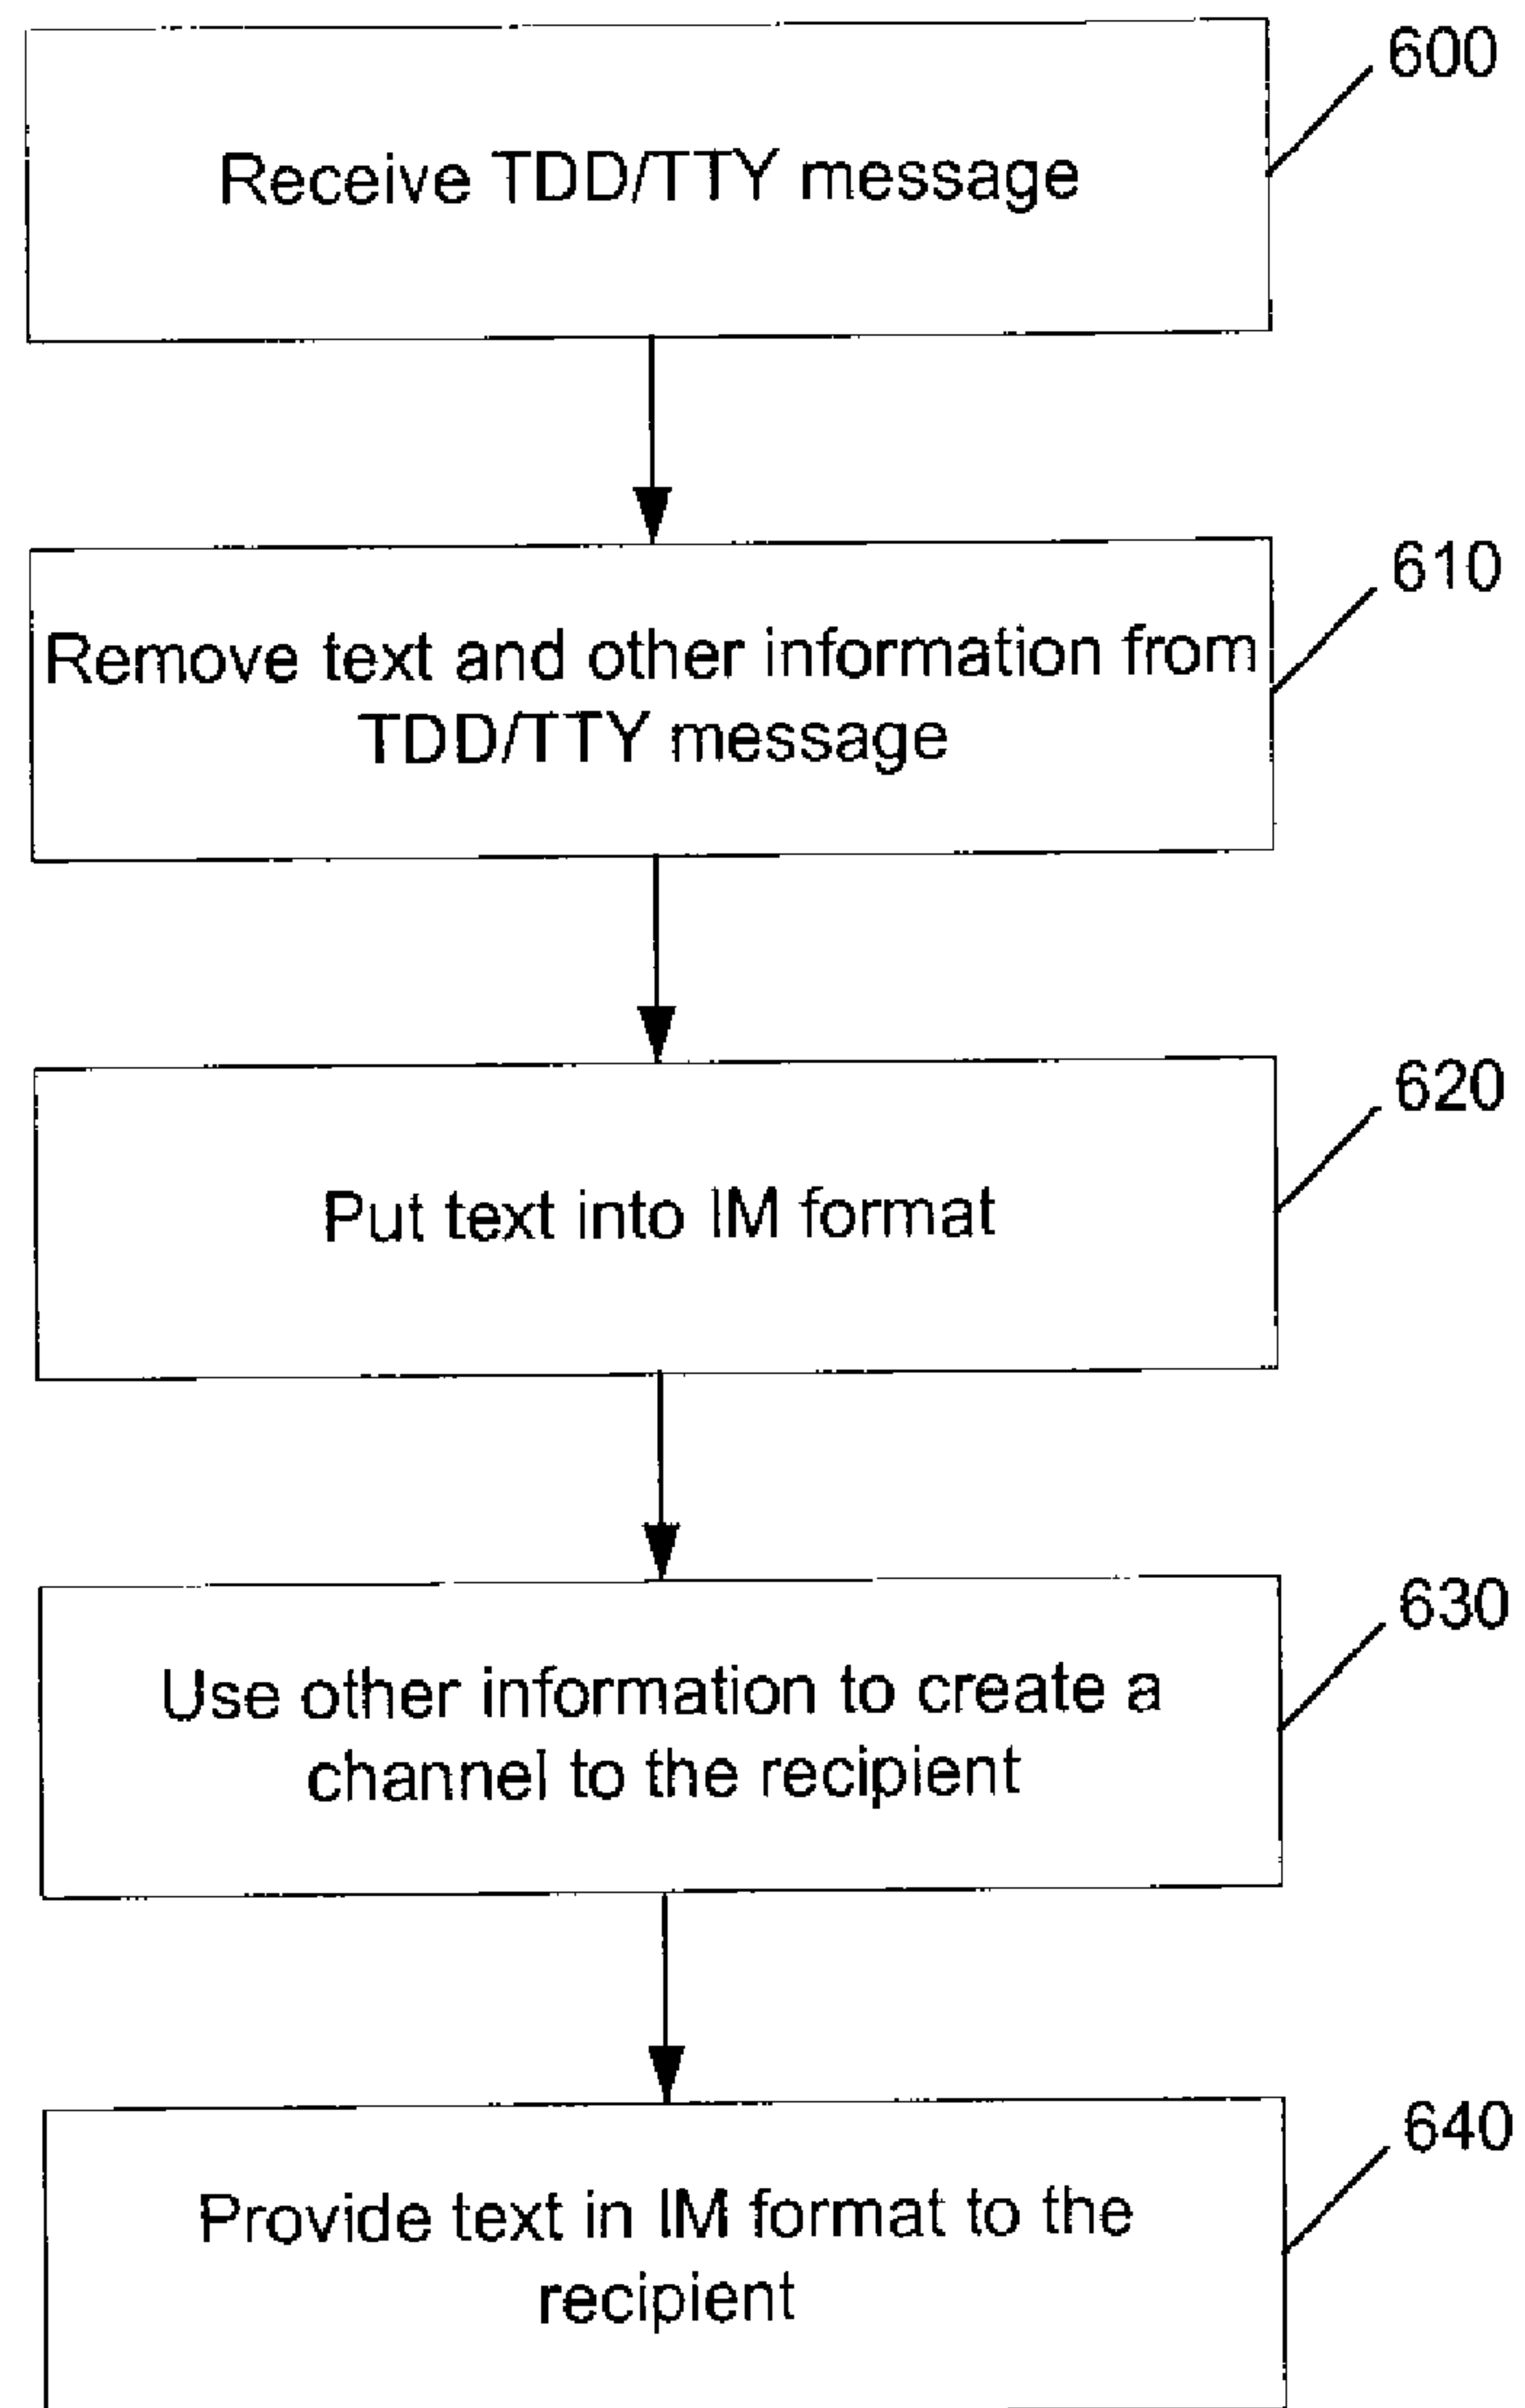 600
Receive TDD/TTY message
610
Remove text and other information from
TDD/TTY message
620
Put text into IM format
630
Use other information to create a
channel to the recipient
640
Provide text in IM format to the
recipient